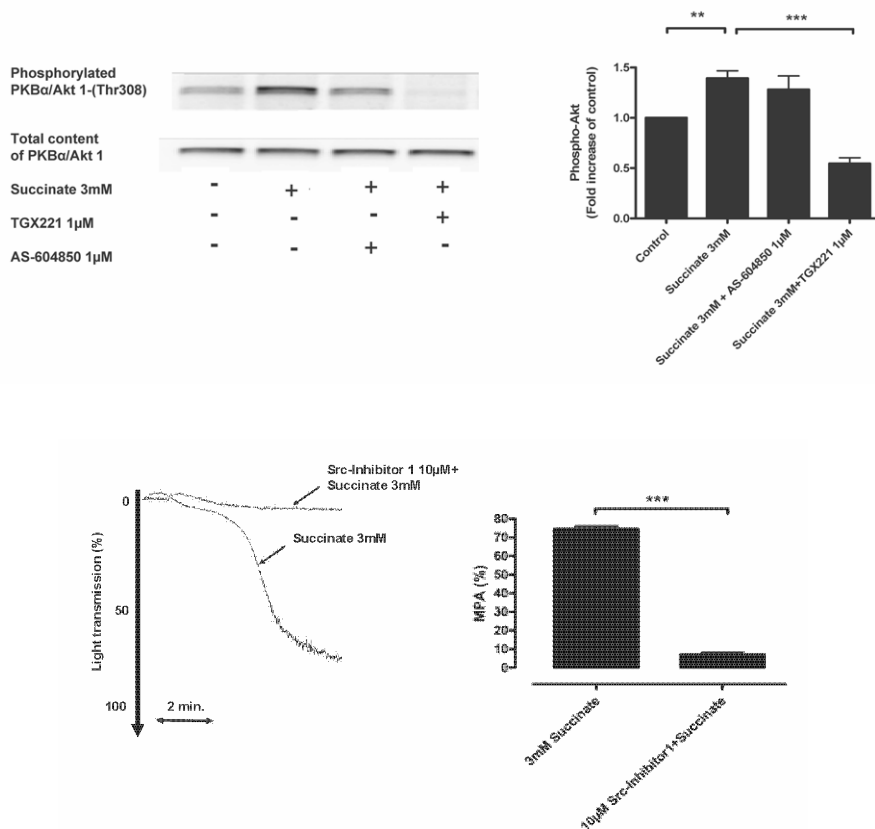 Phosphorylated
PKBα/Akt 1-(Thr308)
Total content
of PKBα/Akt 1
Succinate 3mM - + + +
TGX221 1µM - - - +
AS-604850 1µM - - + -
** ***
Phospho-Akt
(Fold increase of control)
1.5
1.0
0.5
0.0
Control
Succinate 3mM
Succinate 3mM + AS-604850 1µM
Succinate 3mM+TGX221 1µM
Light transmission (%)
0
50
100
Src-Inhibitor 1 10µM+
Succinate 3mM
Succinate 3mM
2 min.
***
MPA (%)
80
70
60
50
40
30
20
10
0
3mM Succinate
10µM Src-Inhibitor1+Succinate